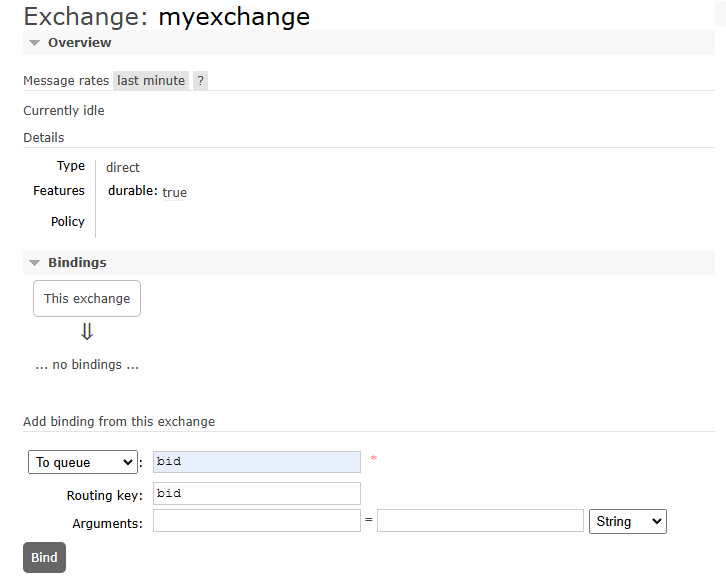 Exchange: myexchange
Overview
Message rates last minute ?
Currently idle
Details
Type direct
Features durable: true
Policy
Bindings
This exchange
⇓
... no bindings ...
Add binding from this exchange
To queue : bid *
Routing key: bid
Arguments: = String
Bind